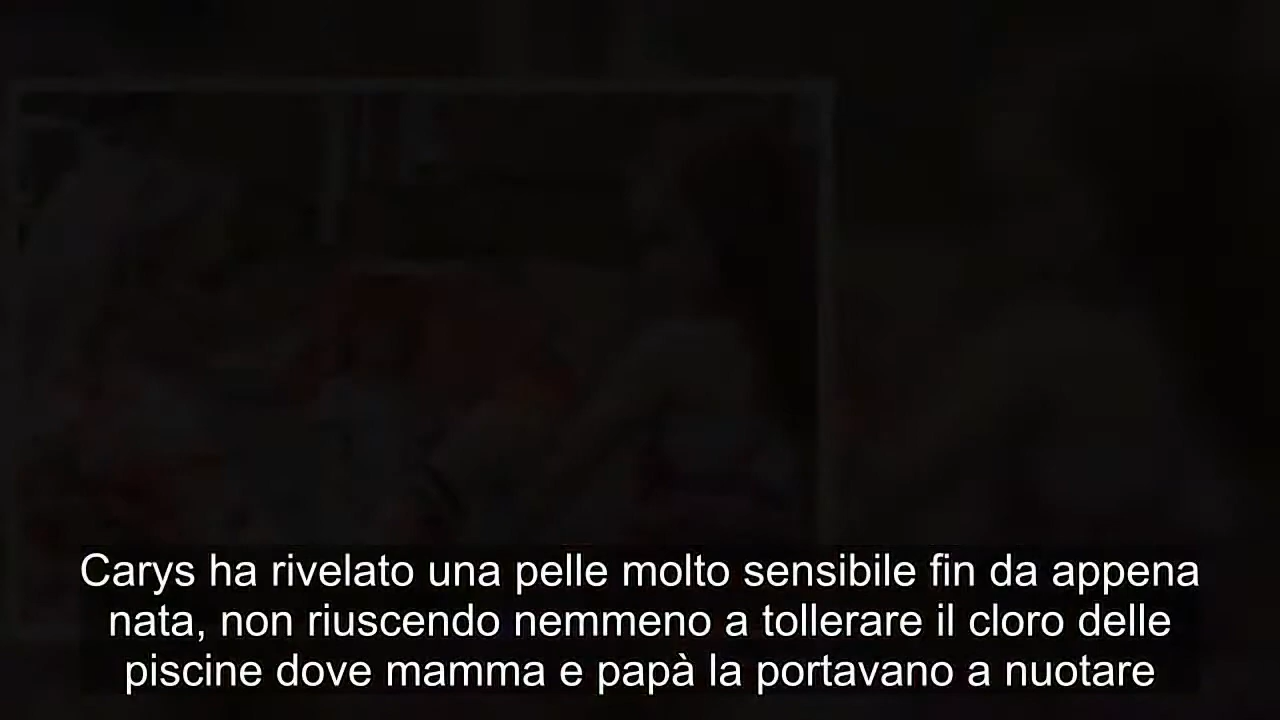 Carys ha rivelato una pelle molto sensibile fin da appena
nata, non riuscendo nemmeno a tollerare il cloro delle
piscine dove mamma e papà la portavano a nuotare